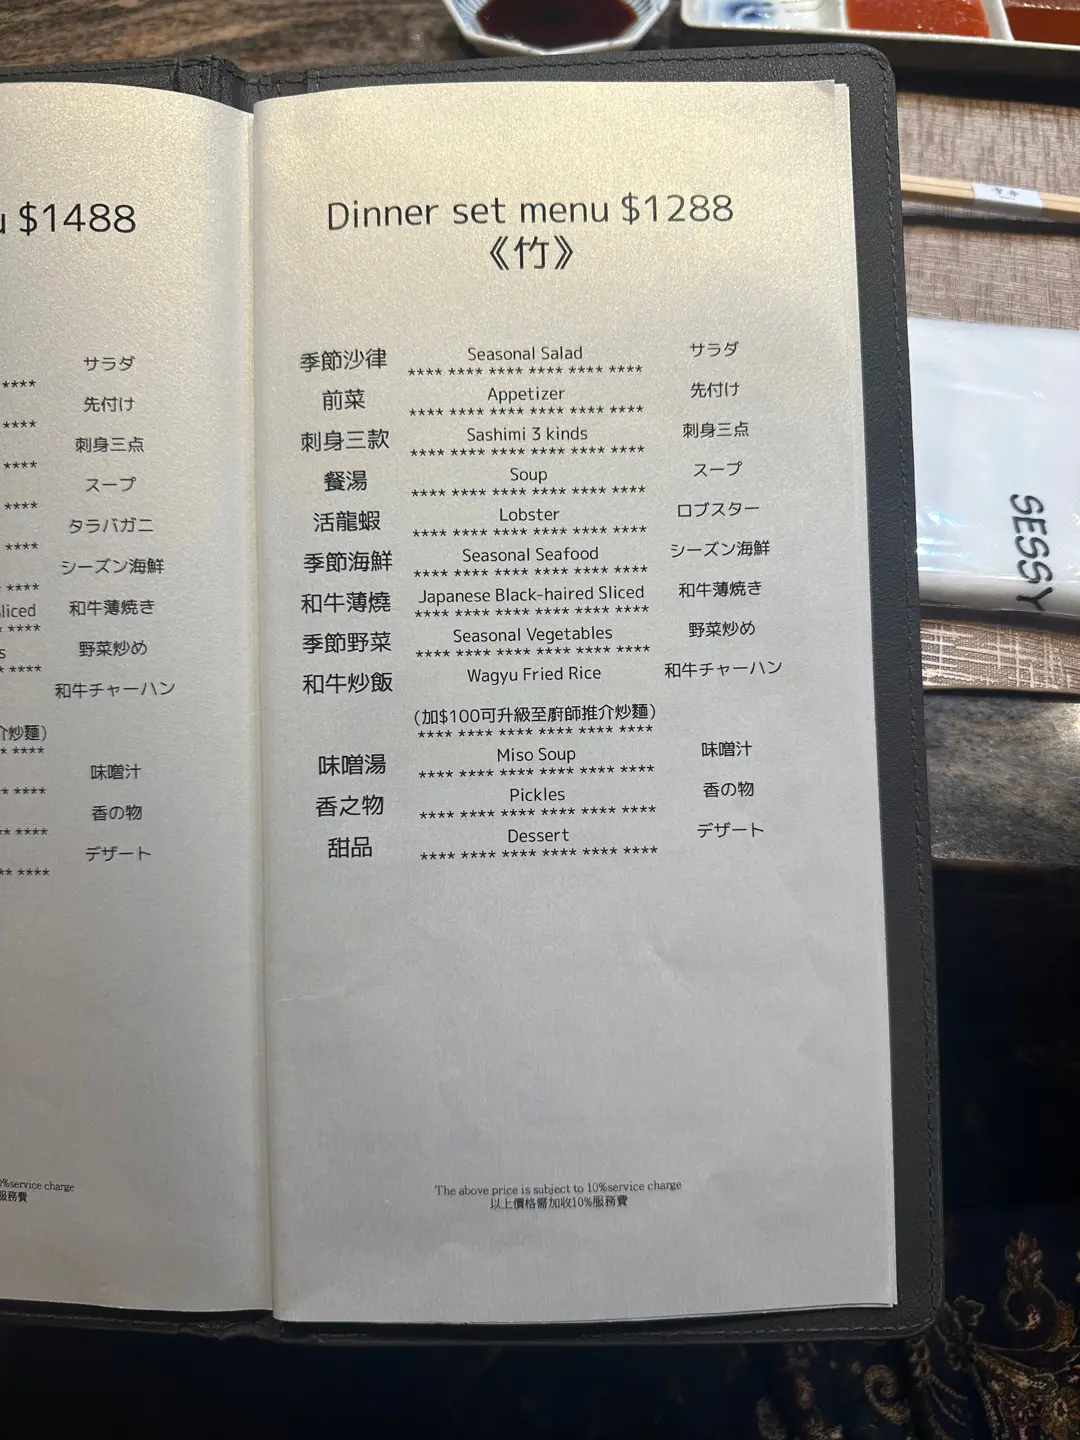 $1488
サラダ
****
先付け
****
刺身三点
****
スープ
****
タラバガニ
****
シーズン海鮮
****
和牛薄焼き
****
野菜炒め
****
和牛チャーハン
炒麵)
****
味噌汁
****
香の物
****
デザート
****
service charge
服務費
Dinner set menu $1288
《竹》
季節沙律 Seasonal Salad サラダ
**** **** **** **** **** ****
前菜 Appetizer 先付け
**** **** **** **** **** ****
刺身三款 Sashimi 3 kinds 刺身三点
**** **** **** **** **** ****
餐湯 Soup スープ
**** **** **** **** **** ****
活龍蝦 Lobster ロブスター
**** **** **** **** **** ****
季節海鮮 Seasonal Seafood シーズン海鮮
**** **** **** **** **** ****
和牛薄燒 Japanese Black-haired Sliced 和牛薄焼き
**** **** **** **** **** ****
季節野菜 Seasonal Vegetables 野菜炒め
**** **** **** **** **** ****
和牛炒飯 Wagyu Fried Rice 和牛チャーハン
(加$100可升級至廚師推介炒麵)
**** **** **** **** **** ****
味噌湯 Miso Soup 味噌汁
**** **** **** **** **** ****
香之物 Pickles 香の物
**** **** **** **** **** ****
甜品 Dessert デザート
**** **** **** **** **** ****
The above price is subject to 10%service charge
以上價格需加收10%服務費
SESSY